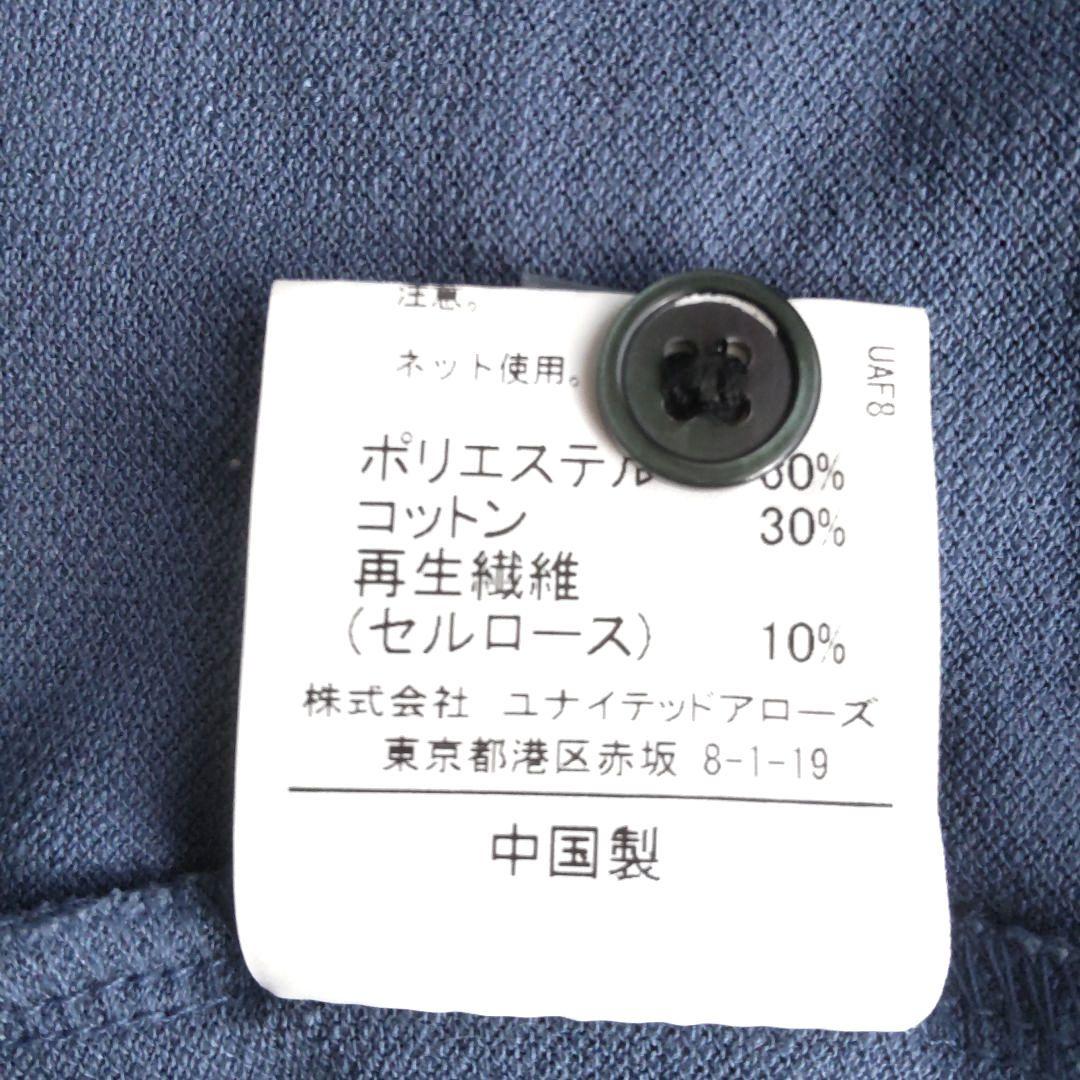 注意。
ネット使用。
UAF8
ポリエステル 60%
コットン 30%
再生繊維
(セルロース) 10%
株式会社 ユナイテッドアローズ
東京都港区赤坂 8-1-19
中国製